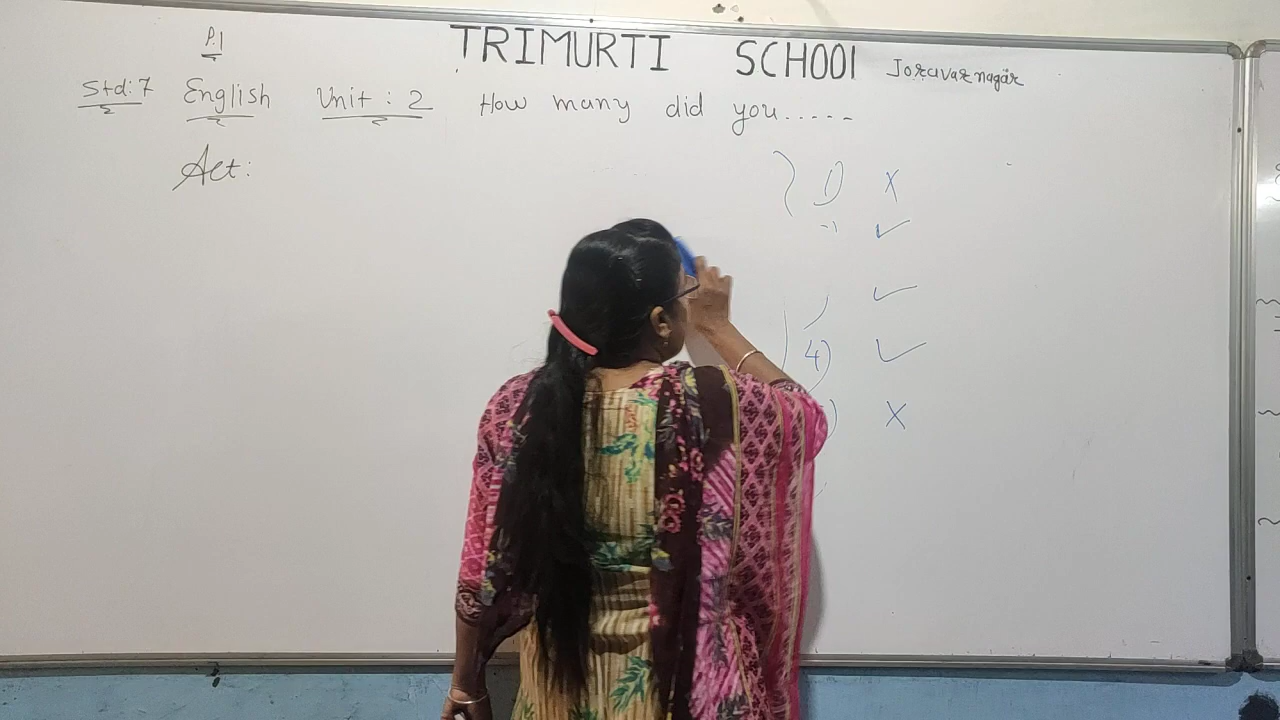 P.1
TRIMURTI SCHOOl Joravarnagar
Std:7 English Unit : 2 How many did you.....
Act:
1) X
✓
✓
4) ✓
) X